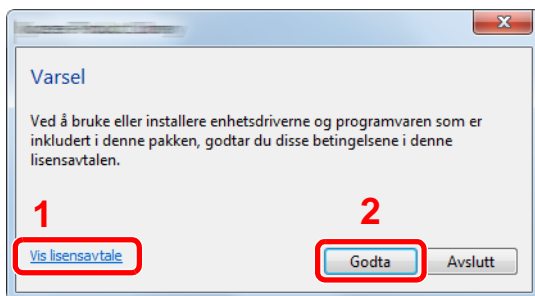 Varsel
Ved å bruke eller installere enhetsdriverne og programvaren som er
inkludert i denne pakken, godtar du disse betingelsene i denne
lisensavtalen.
1
2
Vis lisensavtale
Godta
Avslutt